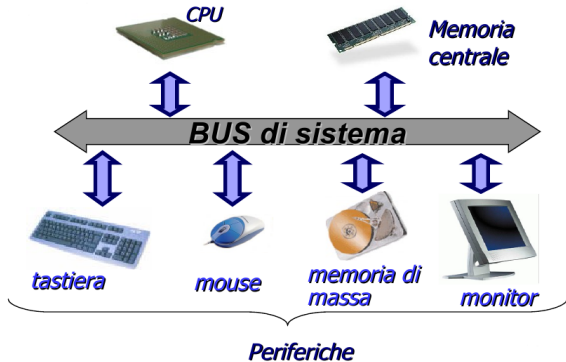 CPU
Memoria
centrale
BUS di sistema
tastiera
mouse
memoria di
massa
monitor
Periferiche